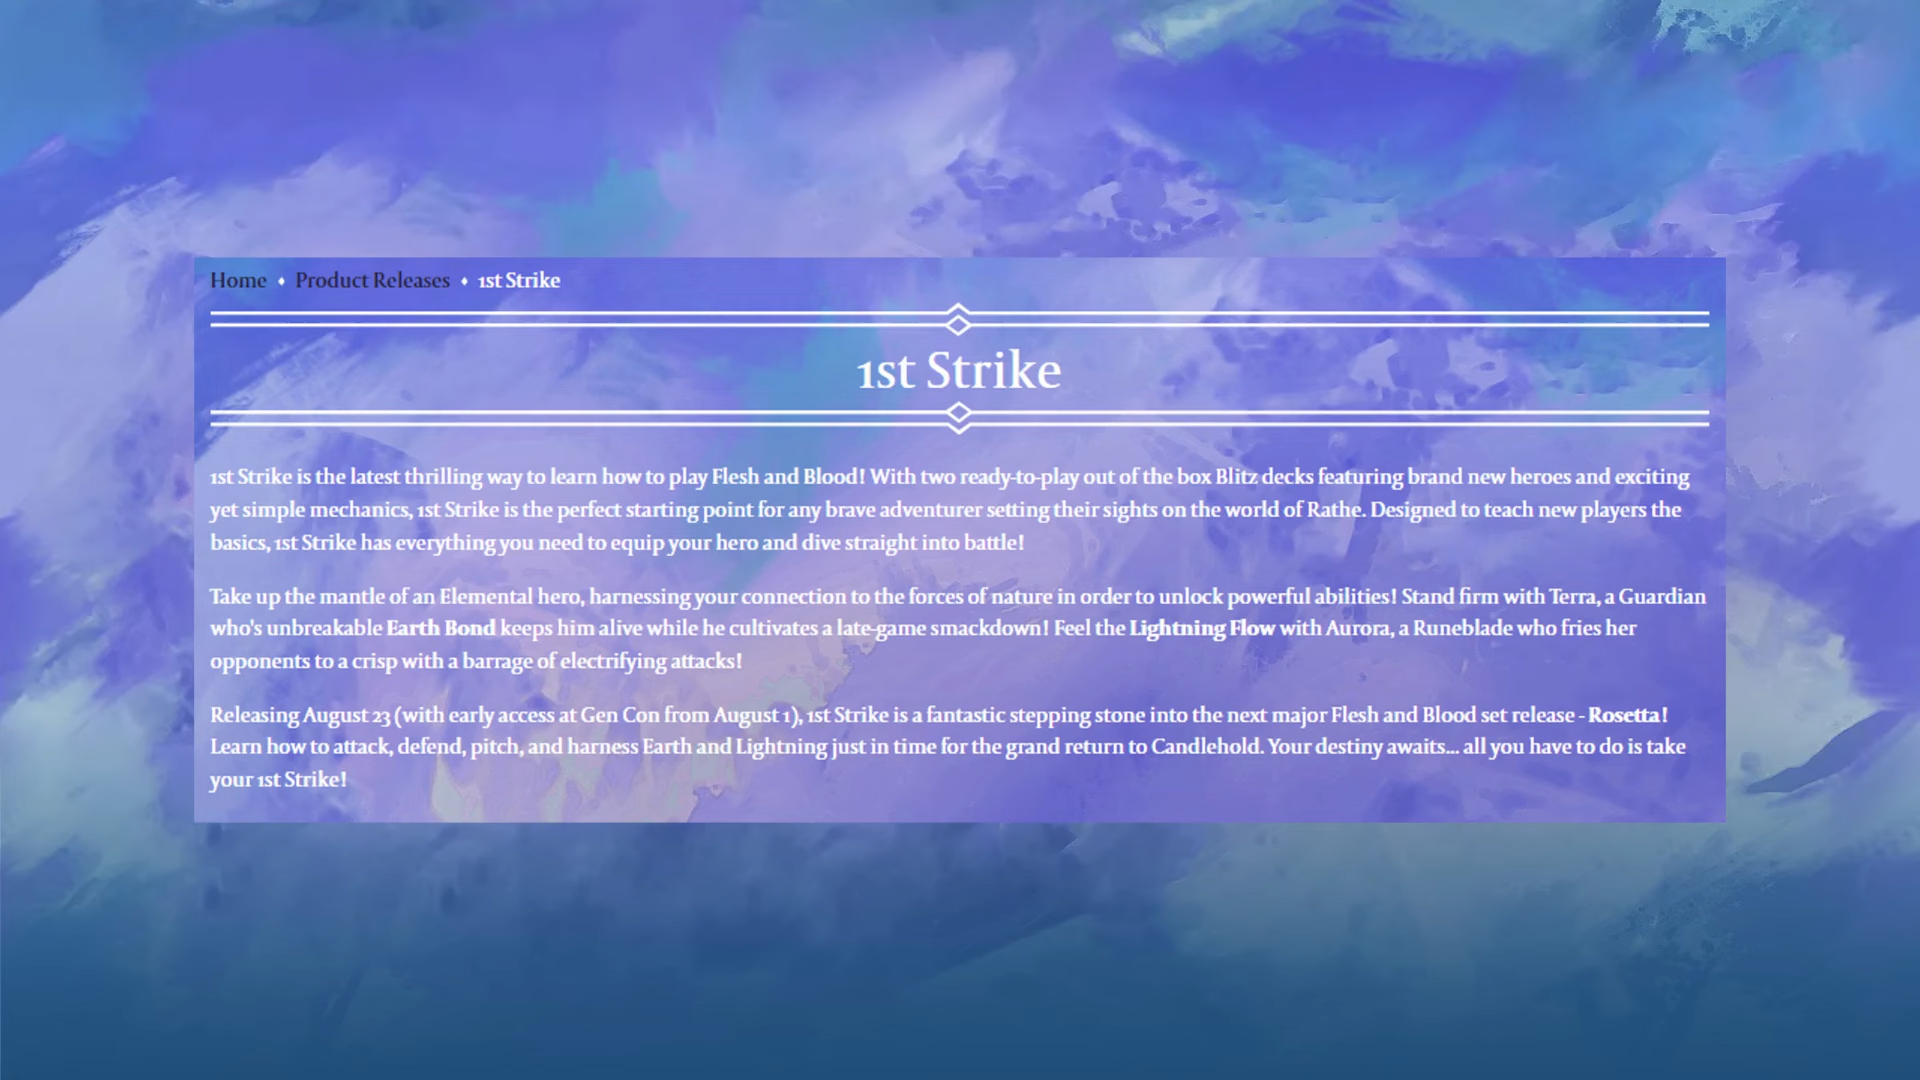 Home ♦ Product Releases ♦ 1st Strike
1st Strike
1st Strike is the latest thrilling way to learn how to play Flesh and Blood! With two ready-to-play out of the box Blitz decks featuring brand new heroes and exciting
yet simple mechanics, 1st Strike is the perfect starting point for any brave adventurer setting their sights on the world of Rathe. Designed to teach new players the
basics, 1st Strike has everything you need to equip your hero and dive straight into battle!
Take up the mantle of an Elemental hero, harnessing your connection to the forces of nature in order to unlock powerful abilities! Stand firm with Terra, a Guardian
who's unbreakable Earth Bond keeps him alive while he cultivates a late-game smackdown! Feel the Lightning Flow with Aurora, a Runeblade who fries her
opponents to a crisp with a barrage of electrifying attacks!
Releasing August 23 (with early access at Gen Con from August 1), 1st Strike is a fantastic stepping stone into the next major Flesh and Blood set release - Rosetta!
Learn how to attack, defend, pitch, and harness Earth and Lightning just in time for the grand return to Candlehold. Your destiny awaits... all you have to do is take
your 1st Strike!